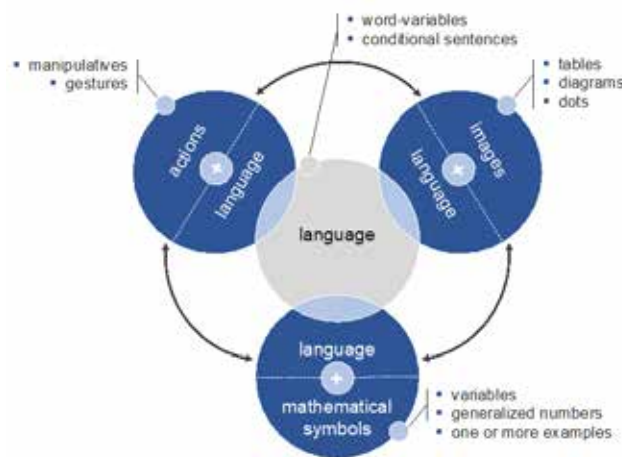 word-variables
conditional sentences
manipulatives
gestures
tables
diagrams
dots
actions
language
images
language
language
language
mathematical
symbols
variables
generalized numbers
one or more examples